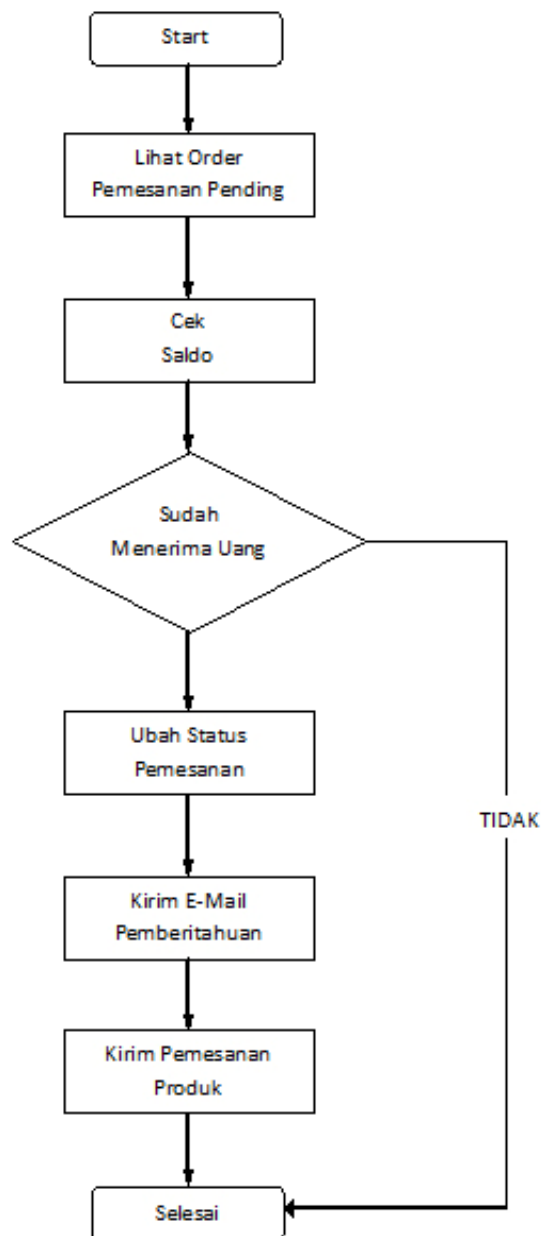 Start
Lihat Order
Pemesanan Pending
Cek
Saldo
Sudah
Menerima Uang
Ubah Status
Pemesanan
TIDAK
Kirim E-Mail
Pemberitahuan
Kirim Pemesanan
Produk
Selesai